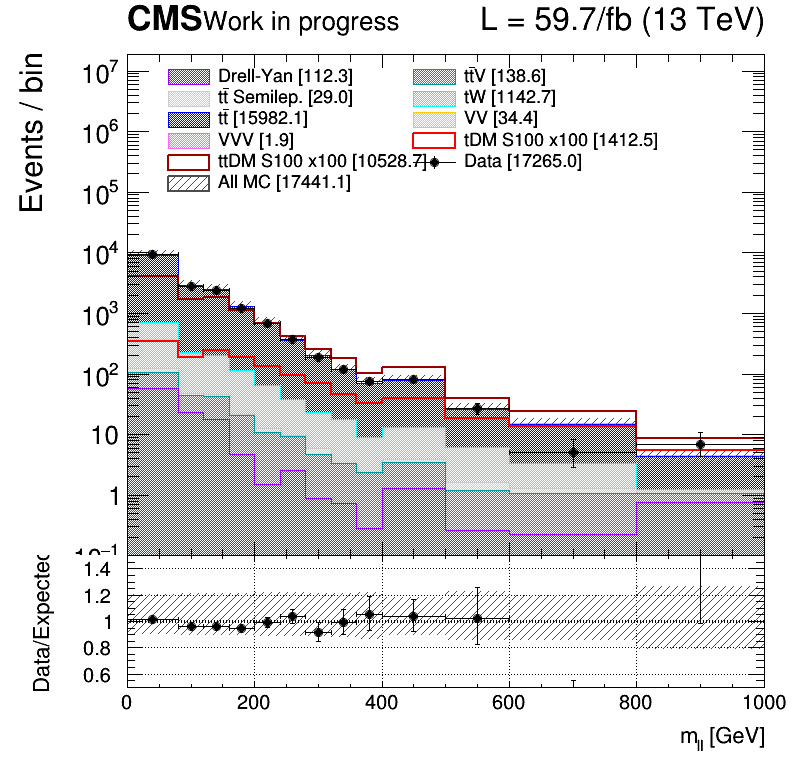 CMS Work in progress L = 59.7/fb (13 TeV)
Events / bin
10⁷
10⁶
10⁵
10⁴
10³
10²
10
1
10⁻¹
Drell-Yan [112.3] tt̄V [138.6]
tt̄ Semilep. [29.0] tW [1142.7]
tt̄ [15982.1] VV [34.4]
VVV [1.9] tDM S100 x100 [1412.5]
ttDM S100 x100 [10528.7] Data [17265.0]
All MC [17441.1]
Data/Expected
1.4
1.2
1
0.8
0.6
0 200 400 600 800 1000
m_ll [GeV]